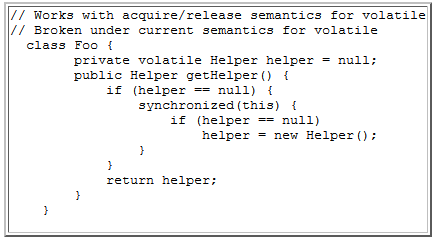 // Works with acquire/release semantics for volatile
// Broken under current semantics for volatile
class Foo {
private volatile Helper helper = null;
public Helper getHelper() {
if (helper == null) {
synchronized(this) {
if (helper == null)
helper = new Helper();
}
}
return helper;
}
}